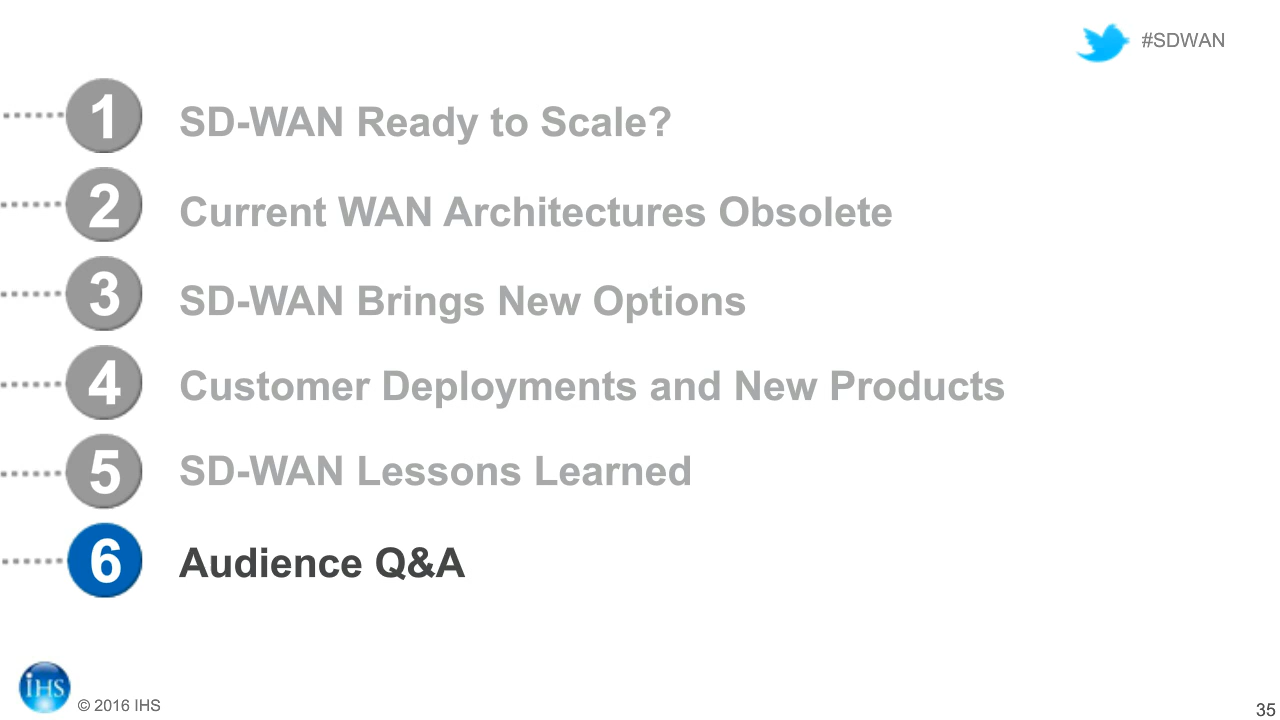 #SDWAN
1 SD-WAN Ready to Scale?
2 Current WAN Architectures Obsolete
3 SD-WAN Brings New Options
4 Customer Deployments and New Products
5 SD-WAN Lessons Learned
6 Audience Q&A
IHS © 2016 IHS
35